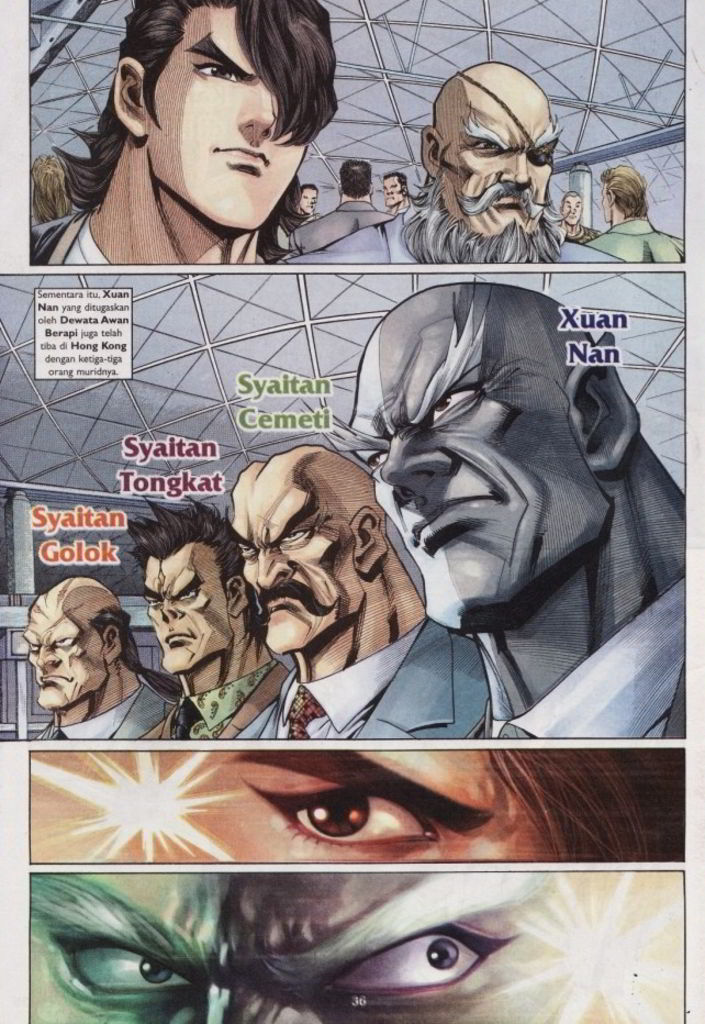 Sementara itu, Xuan
Nan yang ditugaskan
oleh Dewata Awan
Berapi juga telah
tiba di Hong Kong
dengan ketiga-tiga
orang muridnya.
Xuan
Nan
Syaitan
Cemeti
Syaitan
Tongkat
Syaitan
Golok
36